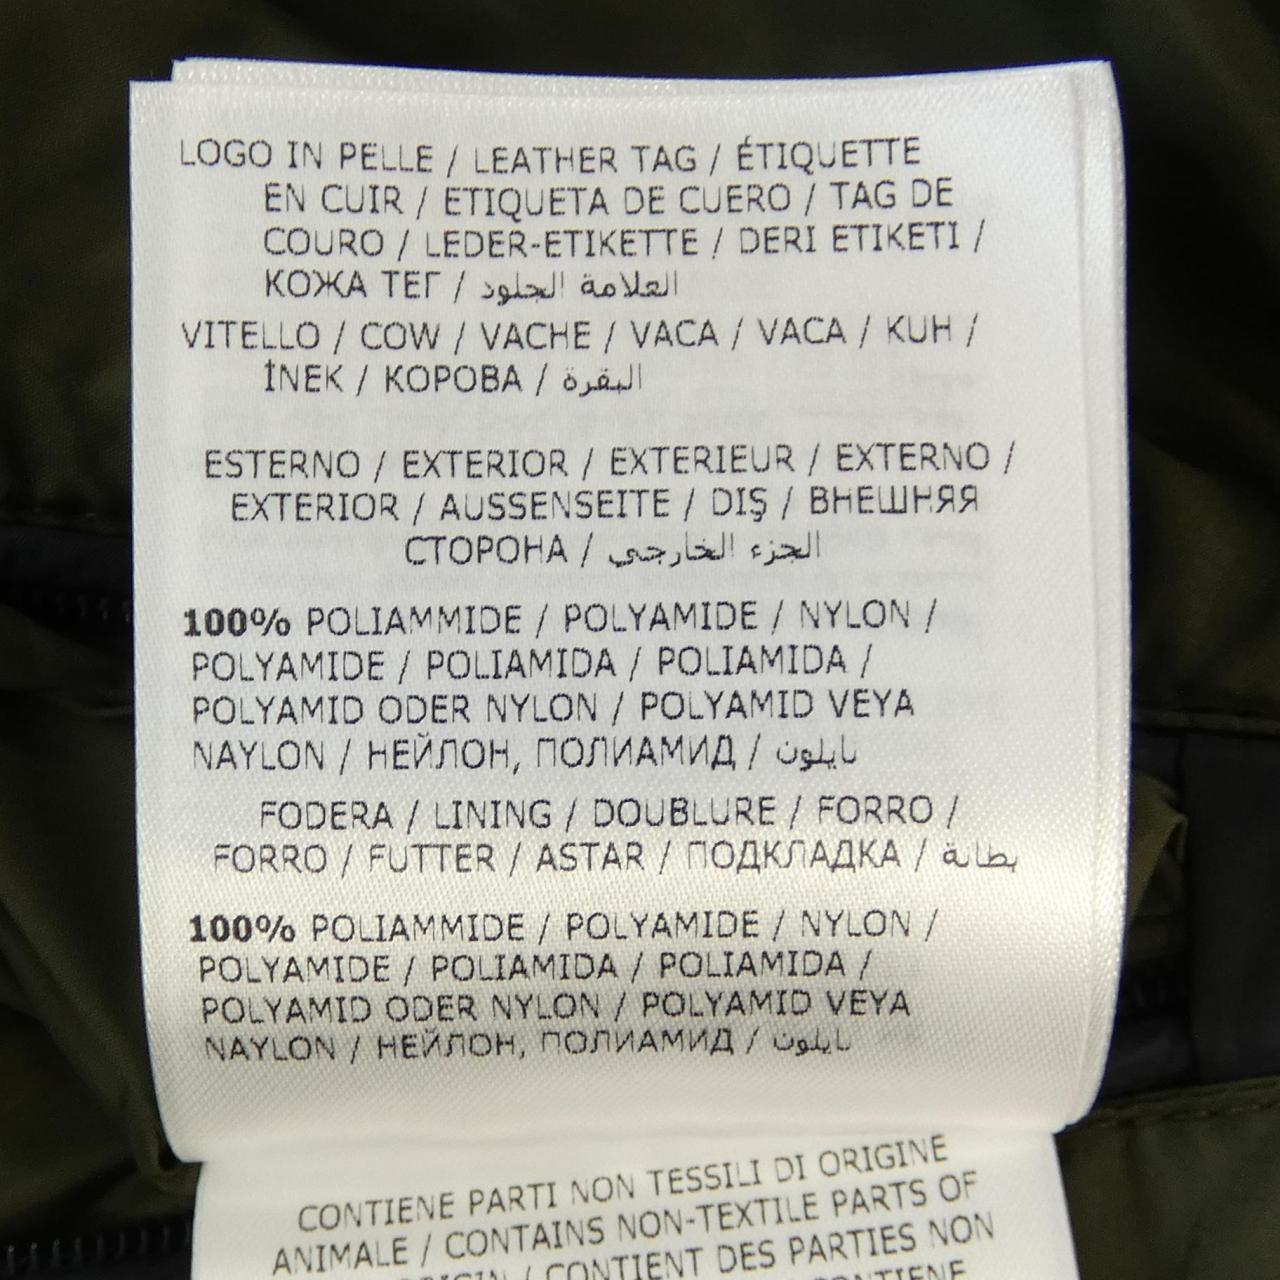 LOGO IN PELLE / LEATHER TAG / ÉTIQUETTE
EN CUIR / ETIQUETA DE CUERO / TAG DE
COURO / LEDER-ETIKETTE / DERI ETIKETI /
КОЖА ТЕГ / العلامة الجلود
VITELLO / COW / VACHE / VACA / VACA / KUH /
İNEK / КОРОВА / البقرة
ESTERNO / EXTERIOR / EXTERIEUR / EXTERNO /
EXTERIOR / AUSSENSEITE / DIŞ / ВНЕШНЯЯ
СТОРОНА / الجزء الخارجي
100% POLIAMMIDE / POLYAMIDE / NYLON /
POLYAMIDE / POLIAMIDA / POLIAMIDA /
POLYAMID ODER NYLON / POLYAMID VEYA
NAYLON / НЕЙЛОН, ПОЛИАМИД / نايلون
FODERA / LINING / DOUBLURE / FORRO /
FORRO / FUTTER / ASTAR / ПОДКЛАДКА / بطانة
100% POLIAMMIDE / POLYAMIDE / NYLON /
POLYAMIDE / POLIAMIDA / POLIAMIDA /
POLYAMID ODER NYLON / POLYAMID VEYA
NAYLON / НЕЙЛОН, ПОЛИАМИД / نايلون
CONTIENE PARTI NON TESSILI DI ORIGINE
ANIMALE / CONTAINS NON-TEXTILE PARTS OF
/ CONTIENT DES PARTIES NON